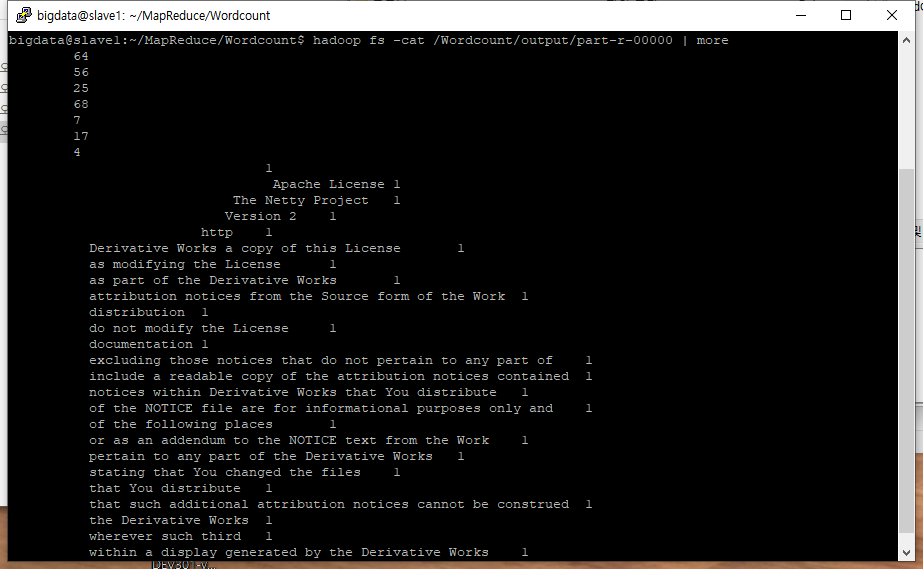 bigdata@slave1: ~/MapReduce/Wordcount
bigdata@slave1:~/MapReduce/Wordcount$ hadoop fs -cat /Wordcount/output/part-r-00000 | more
64
56
25
68
7
17
4
1
Apache License 1
The Netty Project 1
Version 2 1
http 1
Derivative Works a copy of this License 1
as modifying the License 1
as part of the Derivative Works 1
attribution notices from the Source form of the Work 1
distribution 1
do not modify the License 1
documentation 1
excluding those notices that do not pertain to any part of 1
include a readable copy of the attribution notices contained 1
notices within Derivative Works that You distribute 1
of the NOTICE file are for informational purposes only and 1
of the following places 1
or as an addendum to the NOTICE text from the Work 1
pertain to any part of the Derivative Works 1
stating that You changed the files 1
that You distribute 1
that such additional attribution notices cannot be construed 1
the Derivative Works 1
wherever such third 1
within a display generated by the Derivative Works 1